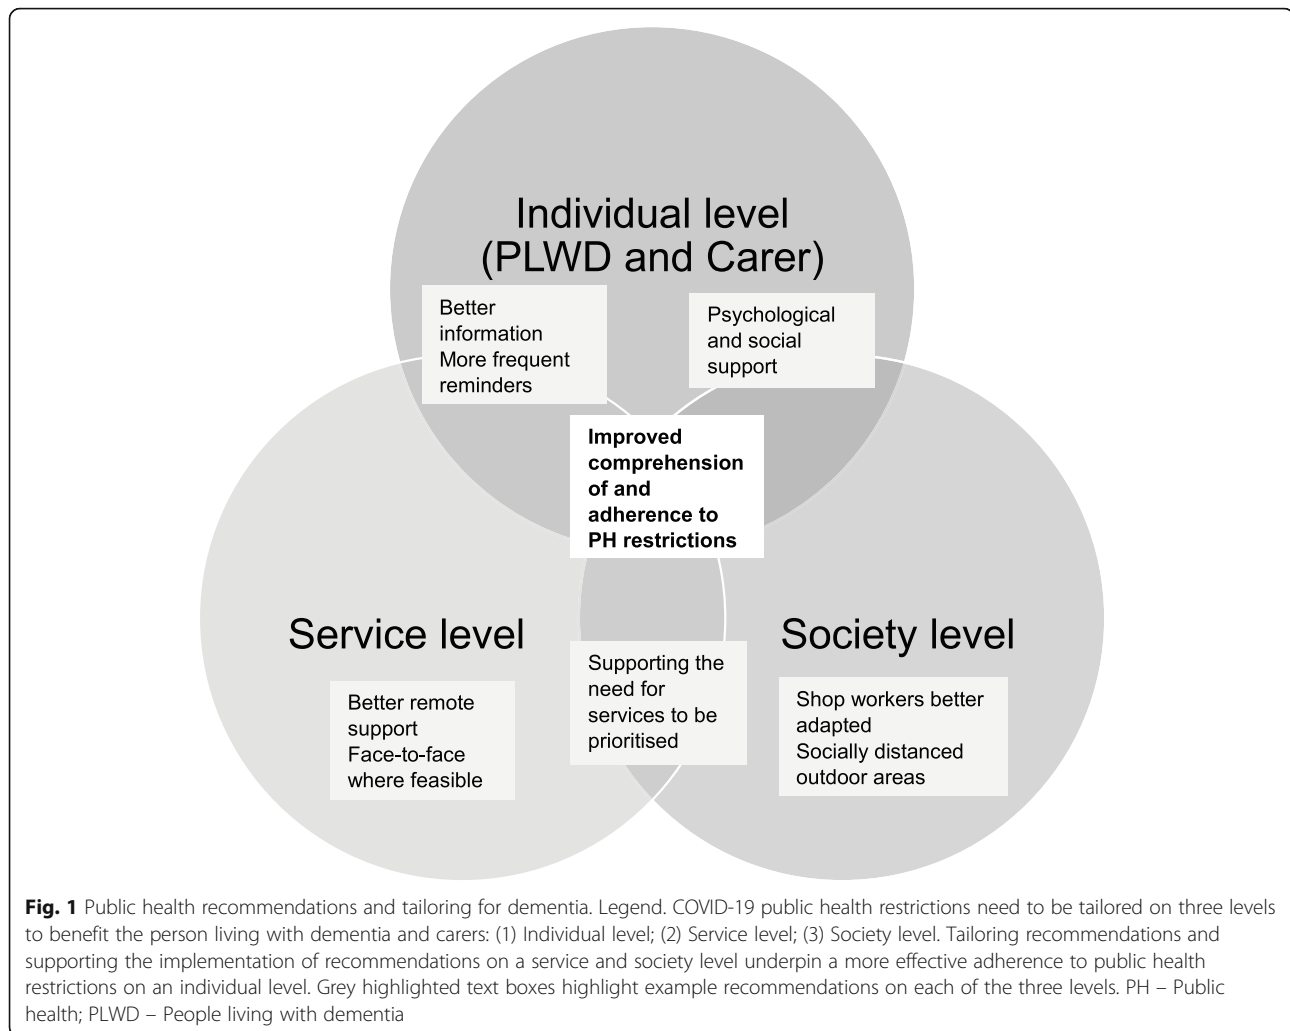 Individual level
(PLWD and Carer)
Better
information
More frequent
reminders
Psychological
and social
support
Improved
comprehension
of and
adherence to
PH restrictions
Service level
Society level
Better remote
support
Face-to-face
where feasible
Supporting the
need for
services to be
prioritised
Shop workers better
adapted
Socially distanced
outdoor areas
Fig. 1 Public health recommendations and tailoring for dementia. Legend. COVID-19 public health restrictions need to be tailored on three levels
to benefit the person living with dementia and carers: (1) Individual level; (2) Service level; (3) Society level. Tailoring recommendations and
supporting the implementation of recommendations on a service and society level underpin a more effective adherence to public health
restrictions on an individual level. Grey highlighted text boxes highlight example recommendations on each of the three levels. PH – Public
health; PLWD – People living with dementia